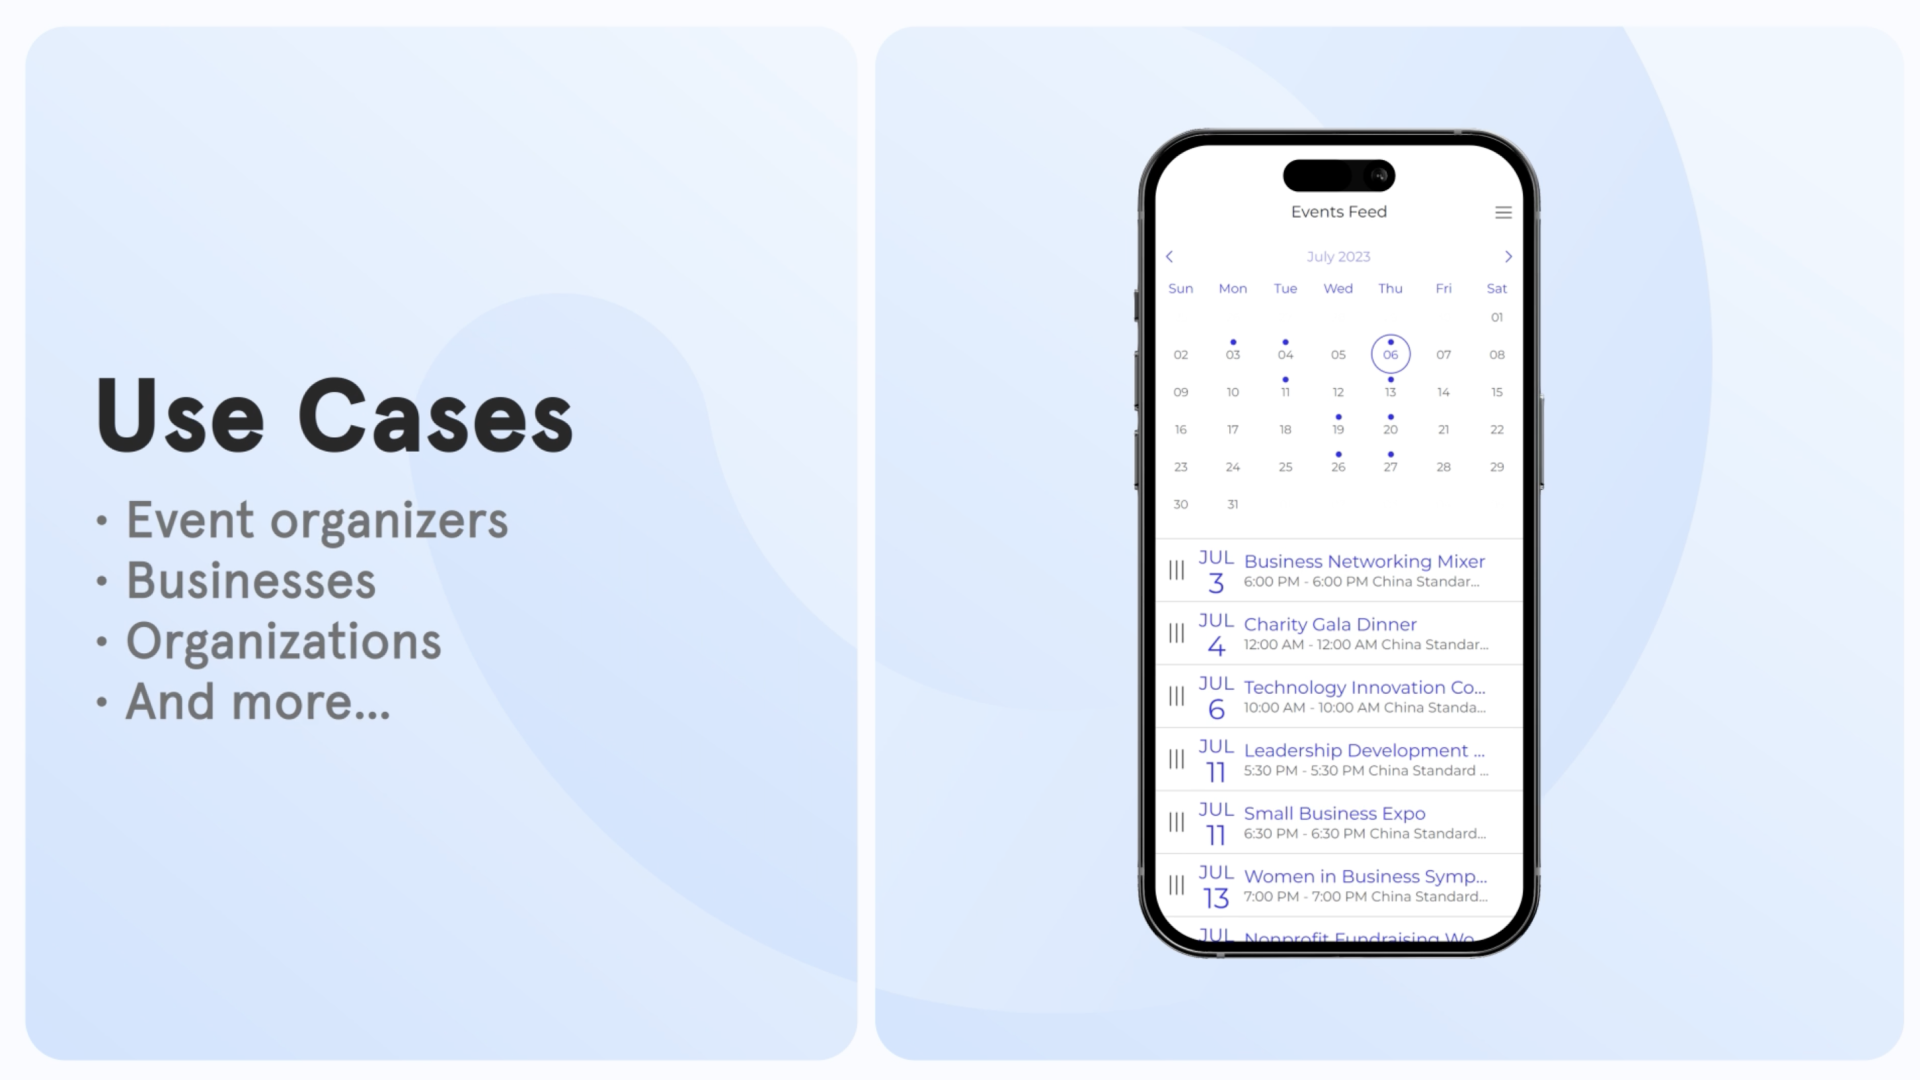 Use Cases
• Event organizers
• Businesses
• Organizations
• And more...
Events Feed
July 2023
Sun Mon Tue Wed Thu Fri Sat
01
02 03 04 05 06 07 08
09 10 11 12 13 14 15
16 17 18 19 20 21 22
23 24 25 26 27 28 29
30 31
JUL 3
Business Networking Mixer
6:00 PM - 6:00 PM China Standar...
JUL 4
Charity Gala Dinner
12:00 AM - 12:00 AM China Standar...
JUL 6
Technology Innovation Co...
10:00 AM - 10:00 AM China Standa...
JUL 11
Leadership Development ...
5:30 PM - 5:30 PM China Standard ...
JUL 11
Small Business Expo
6:30 PM - 6:30 PM China Standard...
JUL 13
Women in Business Symp...
7:00 PM - 7:00 PM China Standard...
JUL
Nonprofit Fundraising Wo...